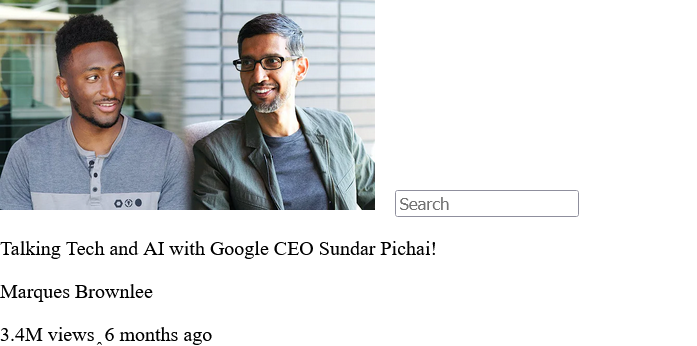 Search
Talking Tech and AI with Google CEO Sundar Pichai!
Marques Brownlee
3.4M views ‸ 6 months ago